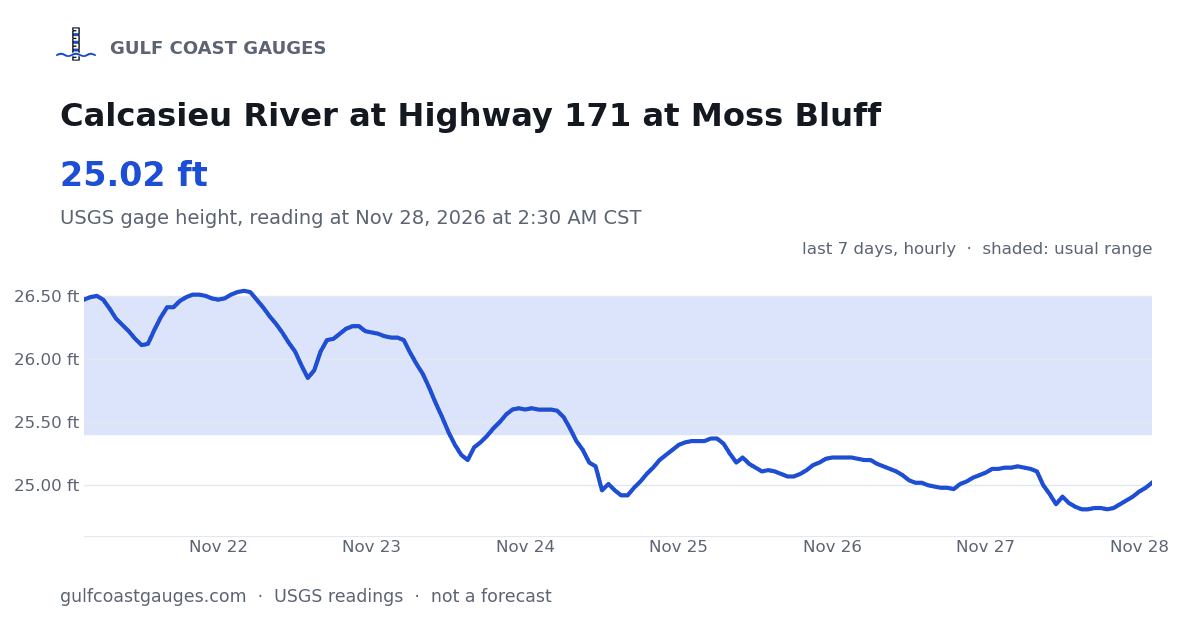 GULF COAST GAUGES
Calcasieu River at Highway 171 at Moss Bluff
25.02 ft
USGS gage height, reading at Nov 28, 2026 at 2:30 AM CST
last 7 days, hourly · shaded: usual range
26.50 ft
26.00 ft
25.50 ft
25.00 ft
Nov 22 Nov 23 Nov 24 Nov 25 Nov 26 Nov 27 Nov 28
gulfcoastgauges.com · USGS readings · not a forecast